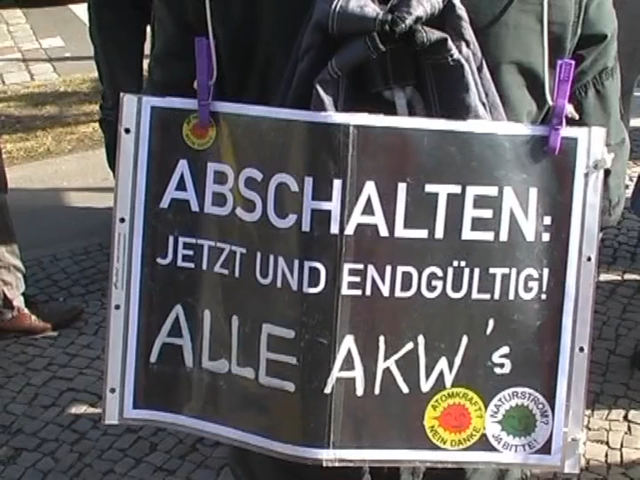 ABSCHALTEN:
JETZT UND ENDGÜLTIG!
ALLE AKW's
ATOMKRAFT?
NEIN DANKE
NATURSTROM?
JA BITTE!